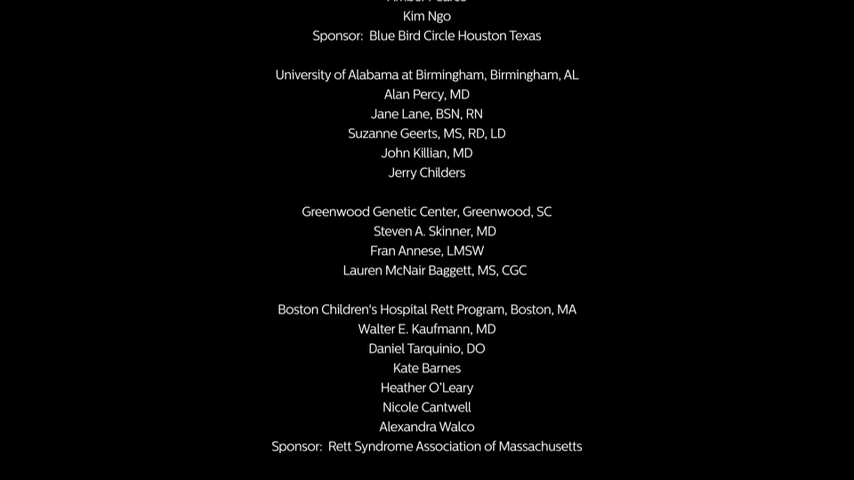 Kim Ngo
Sponsor: Blue Bird Circle Houston Texas
University of Alabama at Birmingham, Birmingham, AL
Alan Percy, MD
Jane Lane, BSN, RN
Suzanne Geerts, MS, RD, LD
John Killian, MD
Jerry Childers
Greenwood Genetic Center, Greenwood, SC
Steven A. Skinner, MD
Fran Annese, LMSW
Lauren McNair Baggett, MS, CGC
Boston Children's Hospital Rett Program, Boston, MA
Walter E. Kaufmann, MD
Daniel Tarquinio, DO
Kate Barnes
Heather O'Leary
Nicole Cantwell
Alexandra Walco
Sponsor: Rett Syndrome Association of Massachusetts